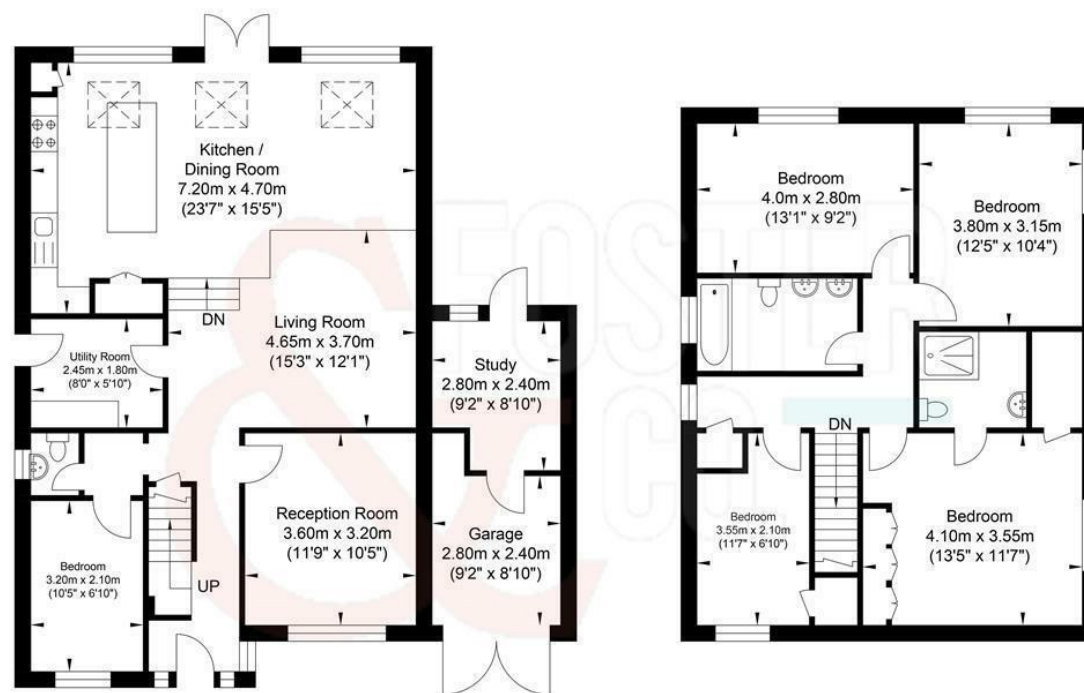 Kitchen /
Dining Room
7.20m x 4.70m
(23'7" x 15'5")
DN
Living Room
4.65m x 3.70m
(15'3" x 12'1")
Utility Room
2.45m x 1.80m
(8'0" x 5'10")
Study
2.80m x 2.40m
(9'2" x 8'10")
Reception Room
3.60m x 3.20m
(11'9" x 10'5")
Garage
2.80m x 2.40m
(9'2" x 8'10")
Bedroom
3.20m x 2.10m
(10'5" x 6'10")
UP
Bedroom
4.0m x 2.80m
(13'1" x 9'2")
Bedroom
3.80m x 3.15m
(12'5" x 10'4")
DN
Bedroom
3.55m x 2.10m
(11'7" x 6'10")
Bedroom
4.10m x 3.55m
(13'5" x 11'7")
&
FOSTER
& CO.